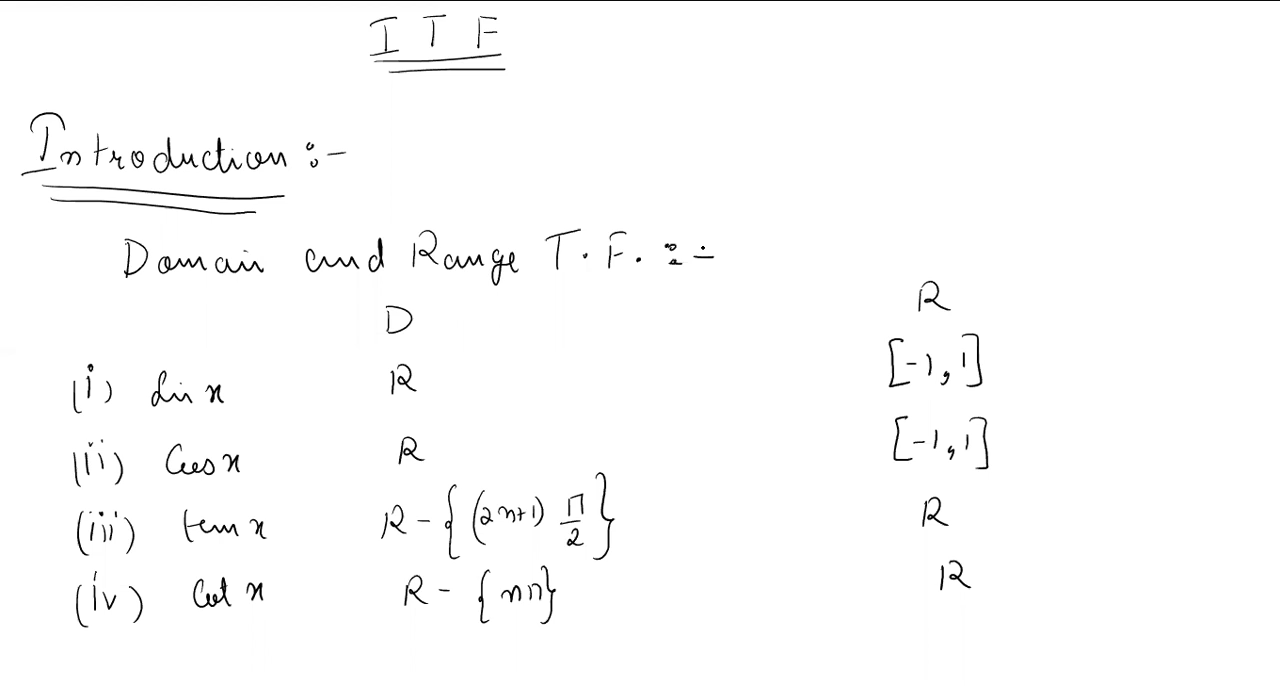 I T F
Introduction :-
Domain and Range T.F. :-
D R
(i) Sin x R [-1, 1]
(ii) Cos x R [-1, 1]
(iii) tan x R - {(2n+1) π/2} R
(iv) Cot x R - {nπ} R